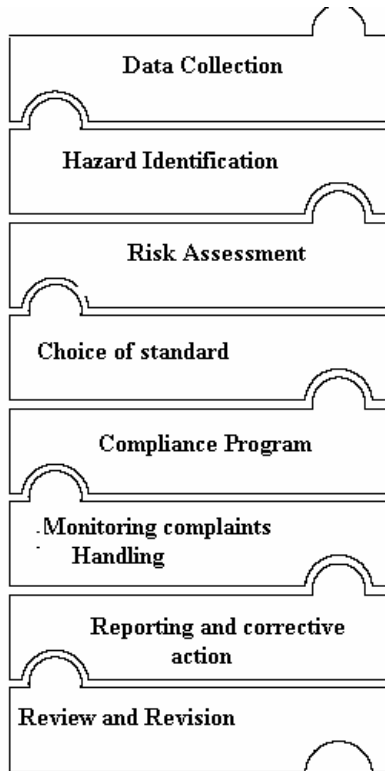 Data Collection
Hazard Identification
Risk Assessment
Choice of standard
Compliance Program
Monitoring complaints
Handling
Reporting and corrective
action
Review and Revision